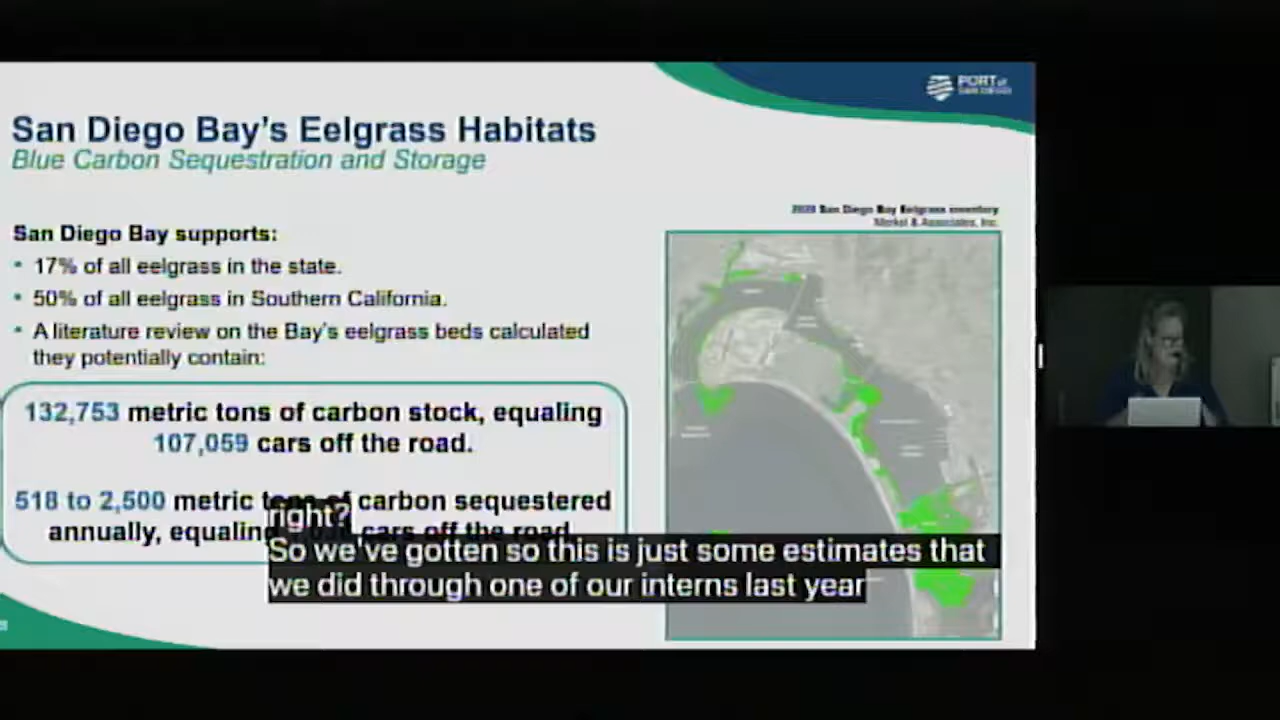 PORT of
SAN DIEGO
San Diego Bay's Eelgrass Habitats
Blue Carbon Sequestration and Storage
2020 San Diego Bay Eelgrass Inventory
Merkel & Associates, Inc.
San Diego Bay supports:
• 17% of all eelgrass in the state.
• 50% of all eelgrass in Southern California.
• A literature review on the Bay's eelgrass beds calculated
they potentially contain:
132,753 metric tons of carbon stock, equaling
107,059 cars off the road.
518 to 2,500 metric tons of carbon sequestered
annually, equaling cars off the road.
right?
So we've gotten so this is just some estimates that
we did through one of our interns last year